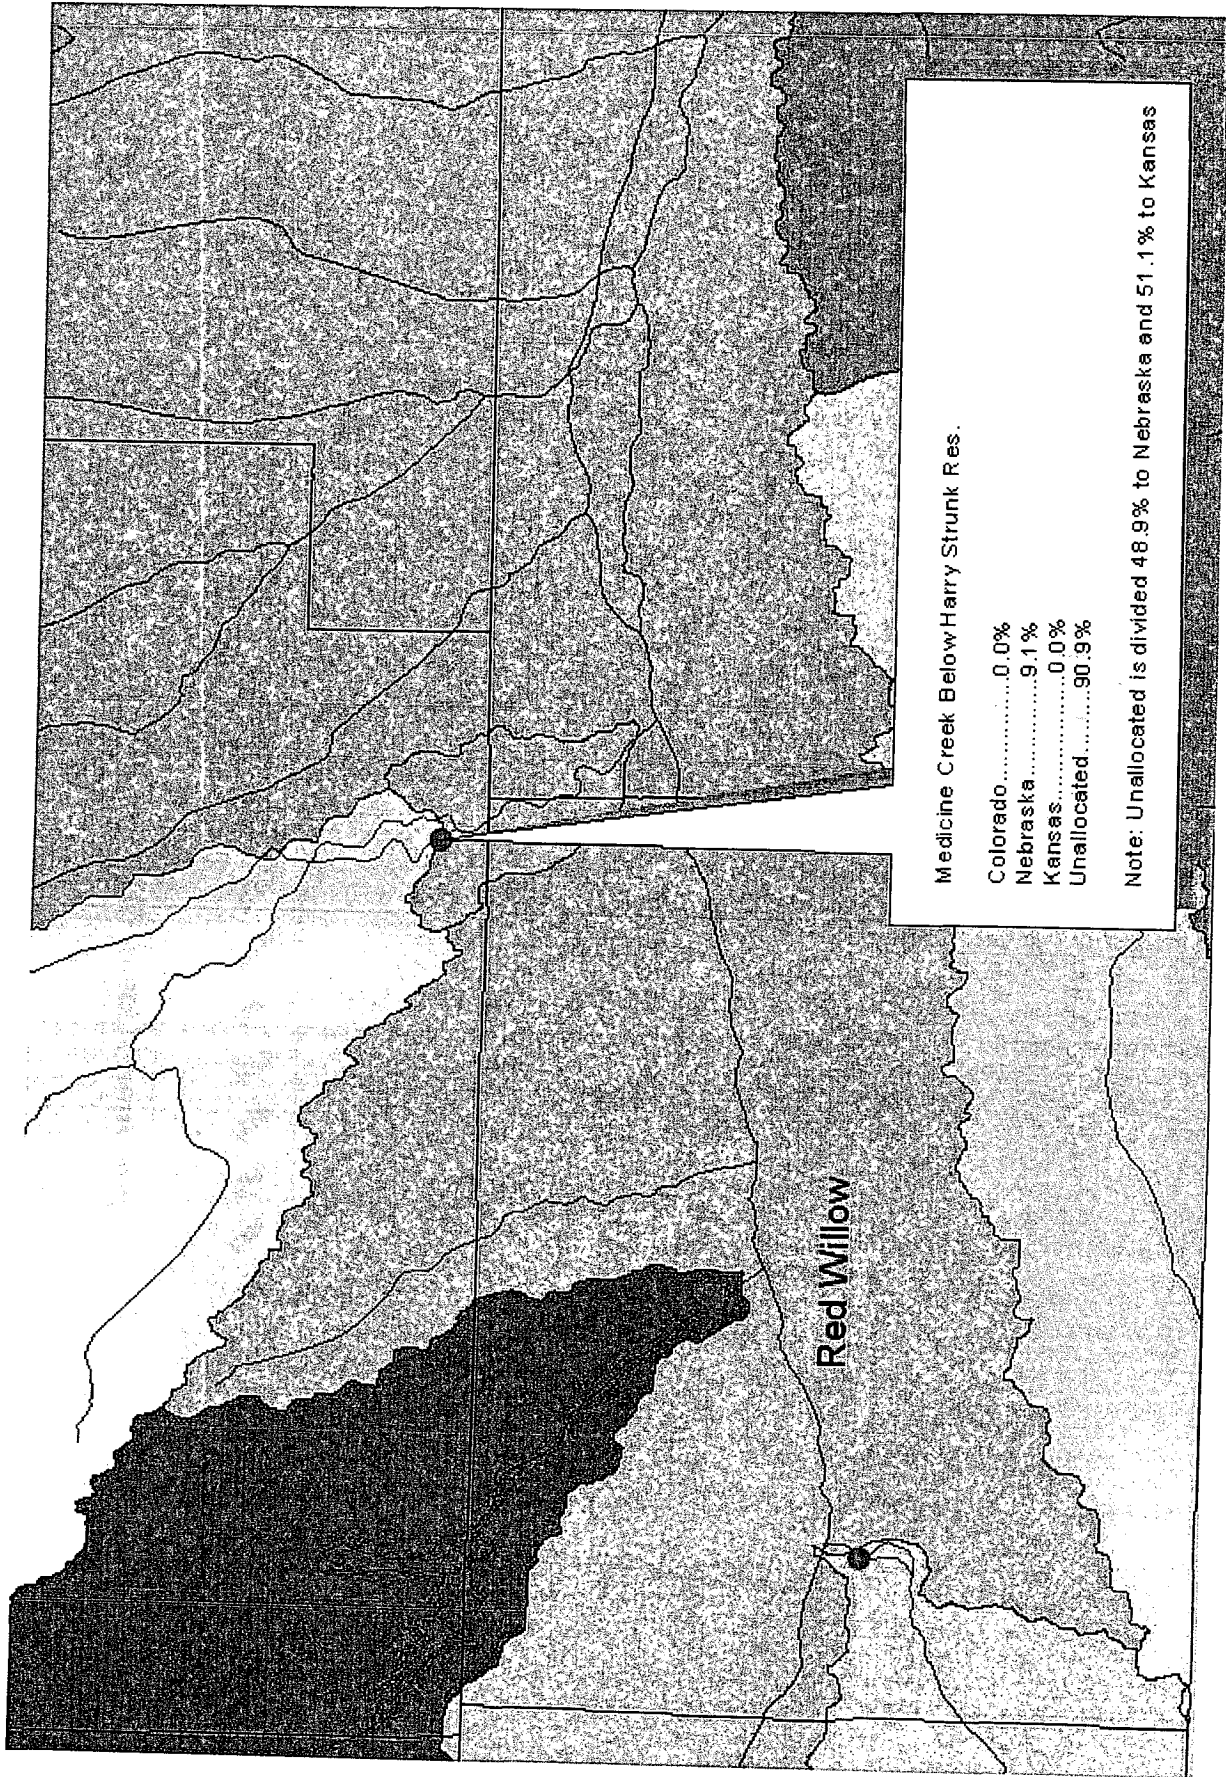 Red Willow
Medicine Creek Below Harry Strunk Res.
Colorado..............0.0%
Nebraska..............9.1%
Kansas.................0.0%
Unallocated........90.9%
Note: Unallocated is divided 48.9% to Nebraska and 51.1% to Kansas